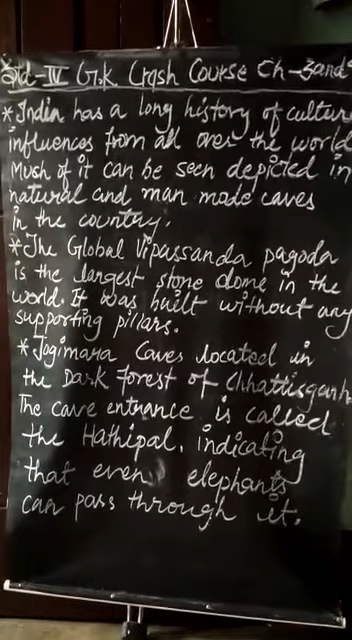 Std-IV G.k Crash Course Ch-3 and
* India has a long history of culture
influences from all over the world
Much of it can be seen depicted in
natural and man made caves
in the country.
* The Global Vipassanda pagoda
is the largest stone dome in the
world. It was built without any
supporting pillars.
* Jogimara Caves located in
the Dark forest of Chhattisgarh
The cave entrance is called
the Hathipal, indicating
that even elephants
can pass through it.